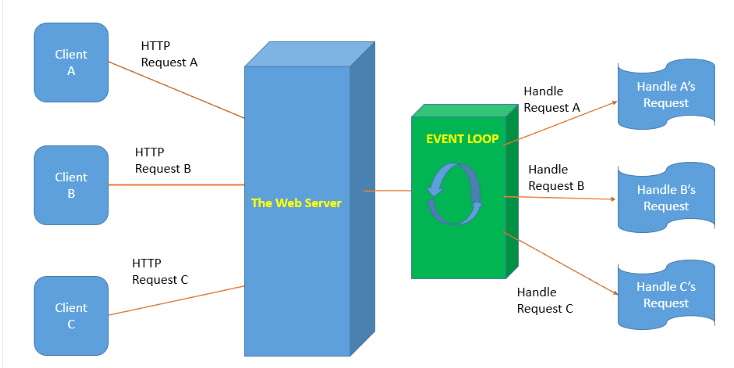 Client
A
HTTP
Request A
Client
B
HTTP
Request B
Client
C
HTTP
Request C
The Web Server
EVENT LOOP
Handle
Request A
Handle
Request B
Handle
Request C
Handle A's
Request
Handle B's
Request
Handle C's
Request